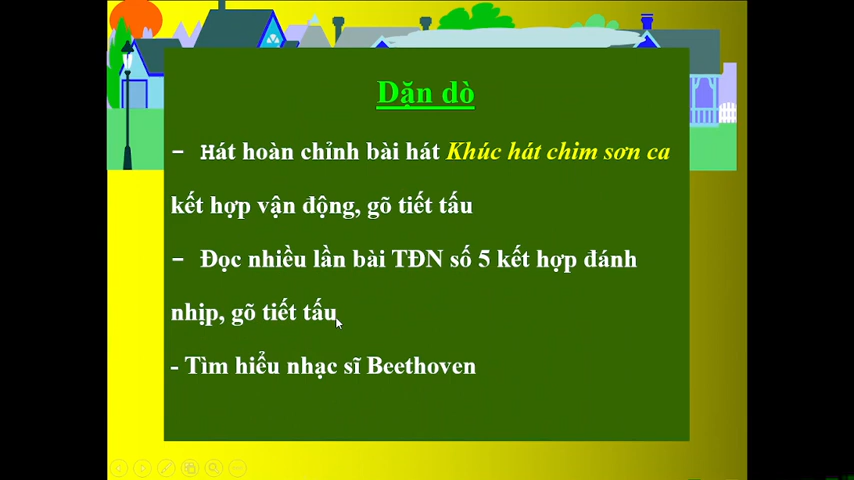 Dặn dò
- Hát hoàn chỉnh bài hát Khúc hát chim sơn ca
kết hợp vận động, gõ tiết tấu
- Đọc nhiều lần bài TĐN số 5 kết hợp đánh
nhịp, gõ tiết tấu
- Tìm hiểu nhạc sĩ Beethoven